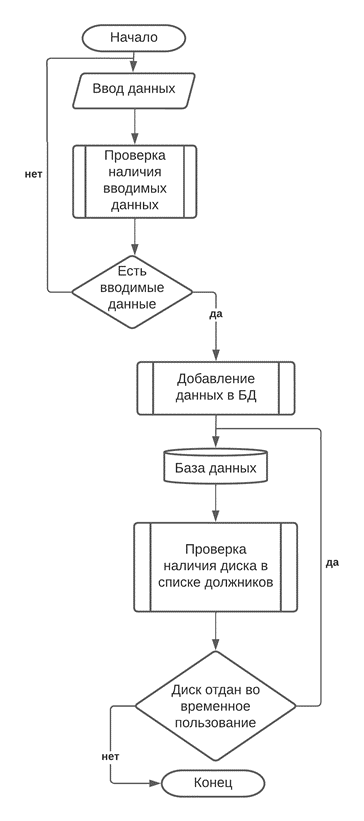 Начало
Ввод данных
Проверка
наличия
вводимых
данных
нет
Есть
вводимые
данные
да
Добавление
данных в БД
База данных
Проверка
наличия диска в
списке должников
да
Диск отдан во
временное
пользование
нет
Конец